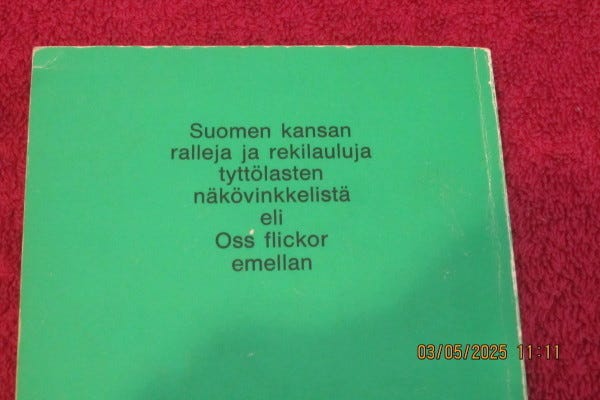 Suomen kansan
ralleja ja rekilauluja
tyttölasten
näkövinkkelistä
eli
Oss flickor
emellan
03/05/2025 11:11